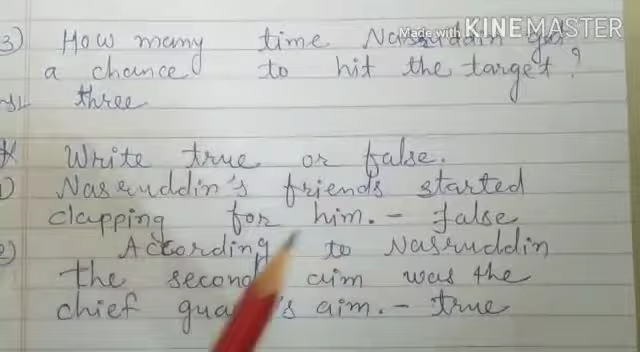 Made with KINEMASTER
3) How many time Nasruddin get
a chance to hit the target?
three
Write true or false.
1) Nasruddin's friends started
clapping for him. - false
2) According to Nasruddin
the second aim was the
chief aim. - true